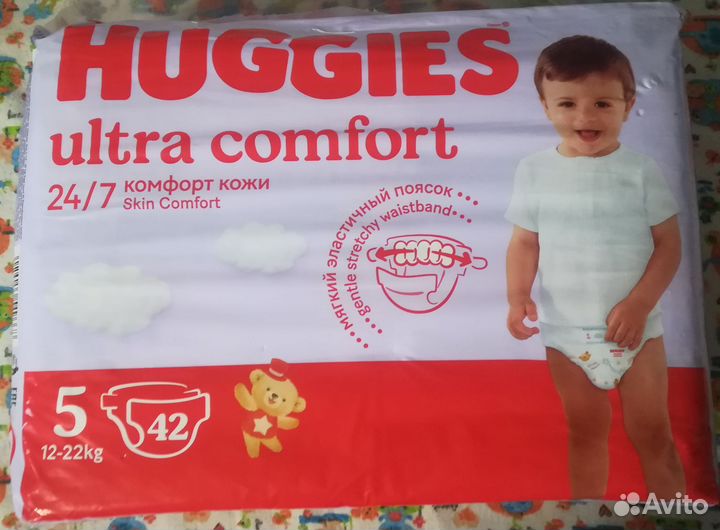 HUGGIES
ultra comfort
24/7 комфорт кожи
Skin Comfort
мягкий эластичный поясок
gentle stretchy waistband
5
12-22kg
42
Avito